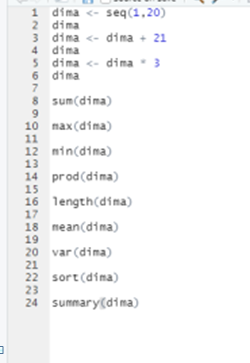 1 dima <- seq(1,20)
2 dima
3 dima <- dima + 21
4 dima
5 dima <- dima * 3
6 dima
7
8 sum(dima)
9
10 max(dima)
11
12 min(dima)
13
14 prod(dima)
15
16 length(dima)
17
18 mean(dima)
19
20 var(dima)
21
22 sort(dima)
23
24 summary(dima)